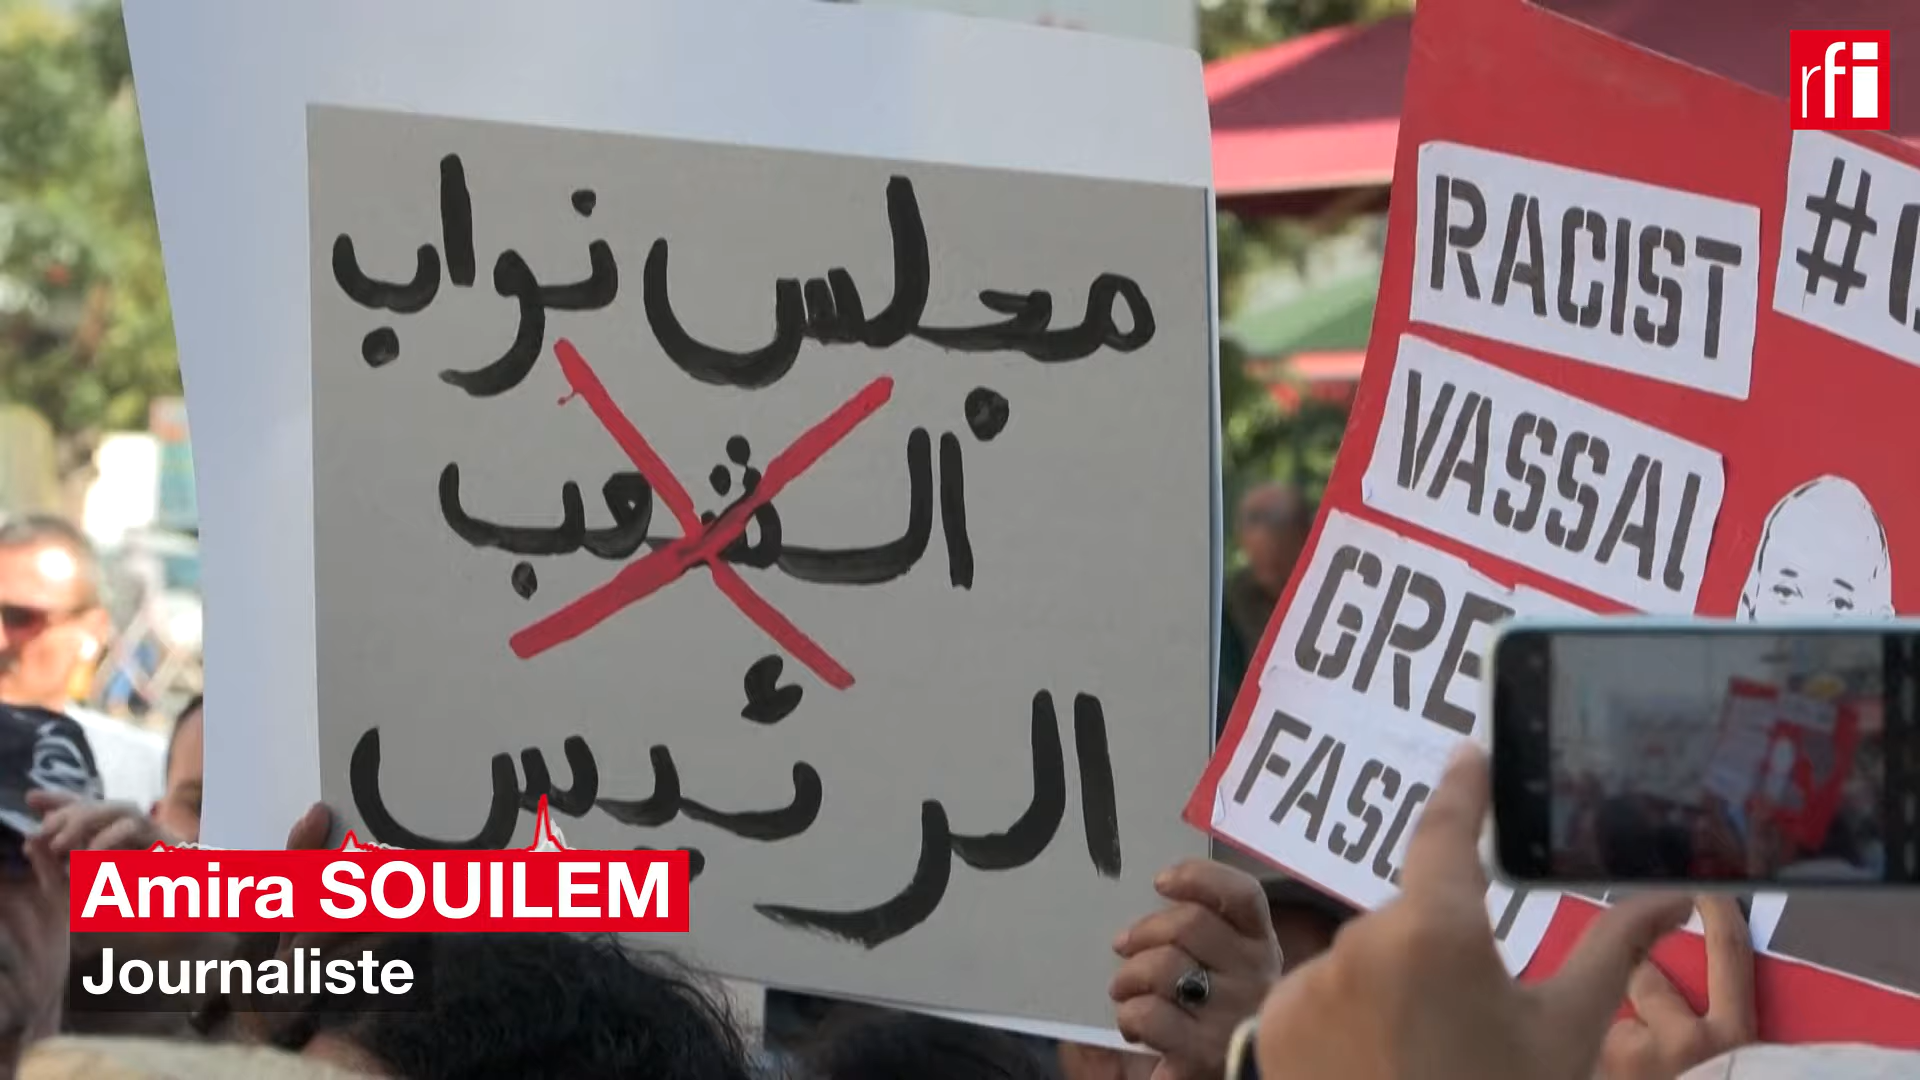 مجلس نواب
الشعب
الرئيس
RACIST
VASSAL
GRE
FASC
rfi
Amira SOUILEM
Journaliste